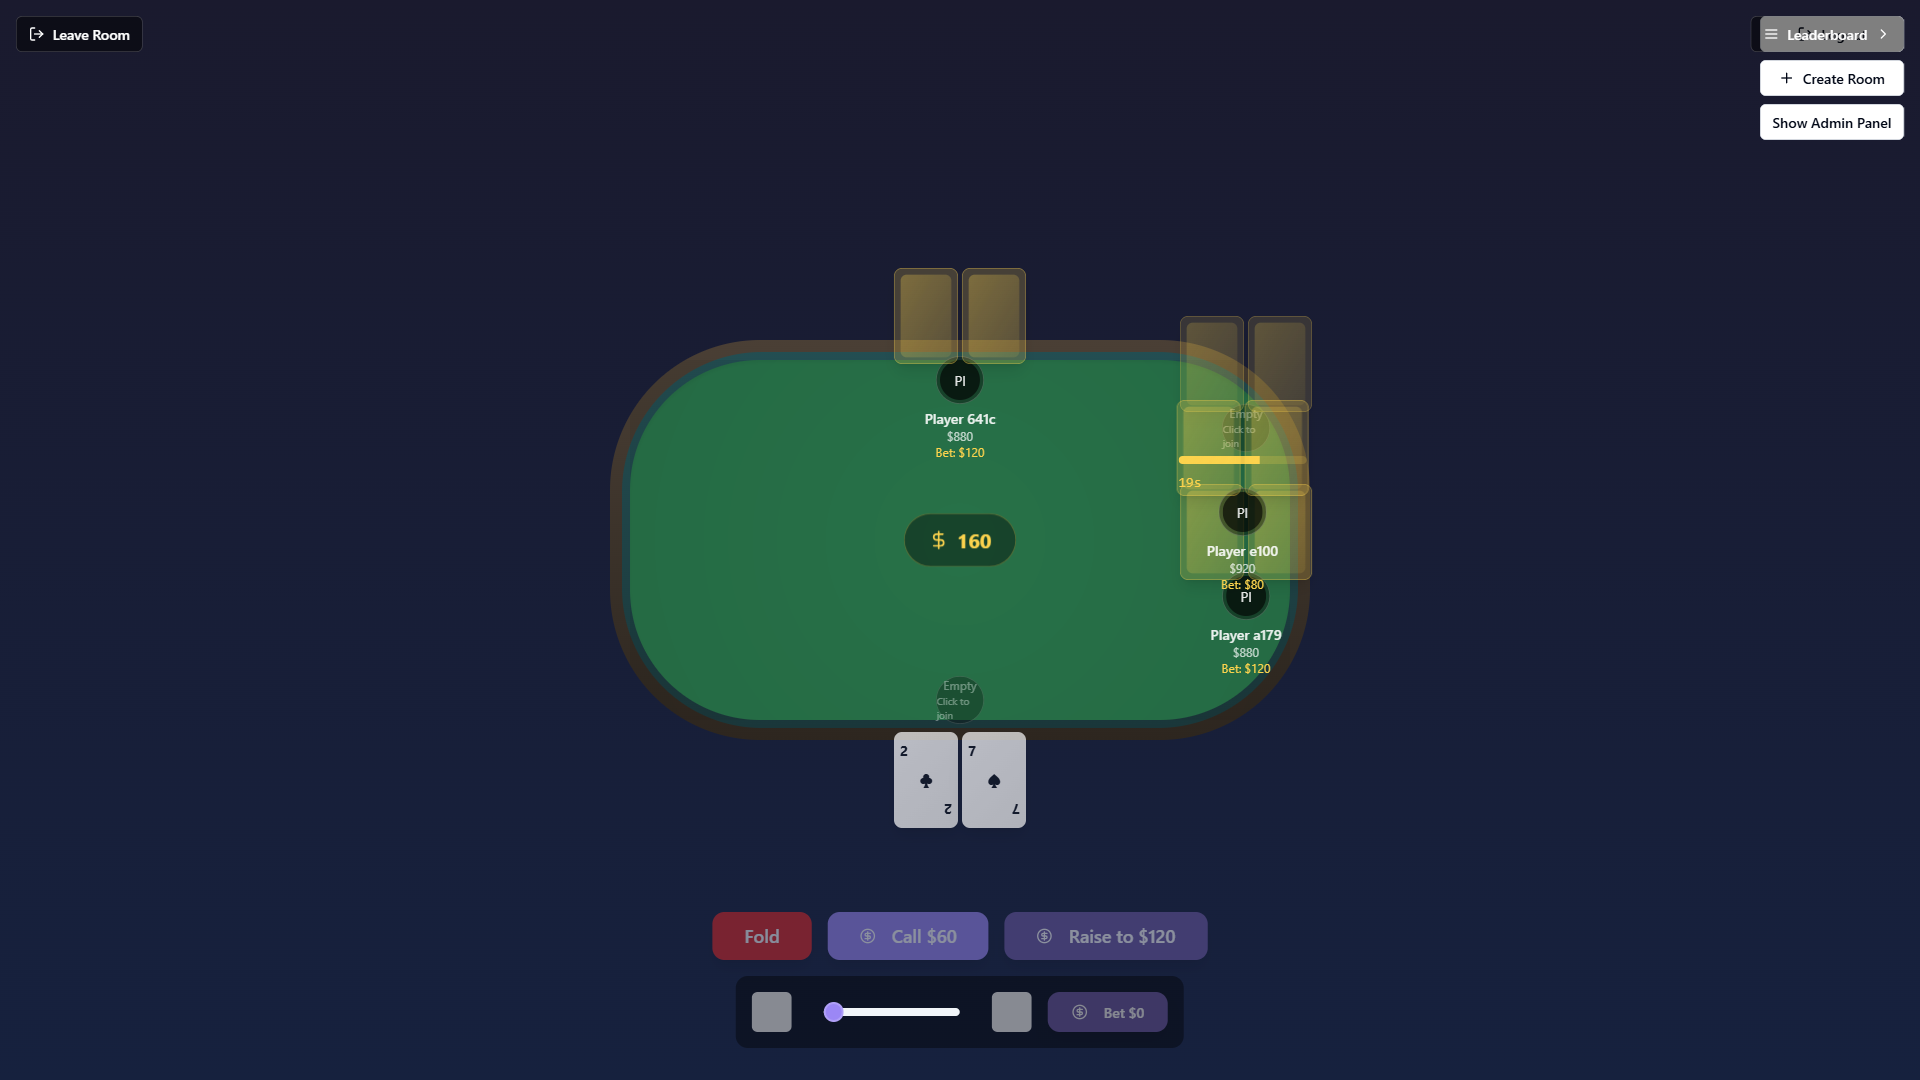 Leave Room
Leaderboard
Create Room
Show Admin Panel
PI
Player 641c
$880
Bet: $120
Empty
Click to
join
19s
PI
Player e100
$920
Bet: $80
PI
Player a179
$880
Bet: $120
$ 160
Empty
Click to
join
2
7
2
7
Fold
Call $60
Raise to $120
Bet $0